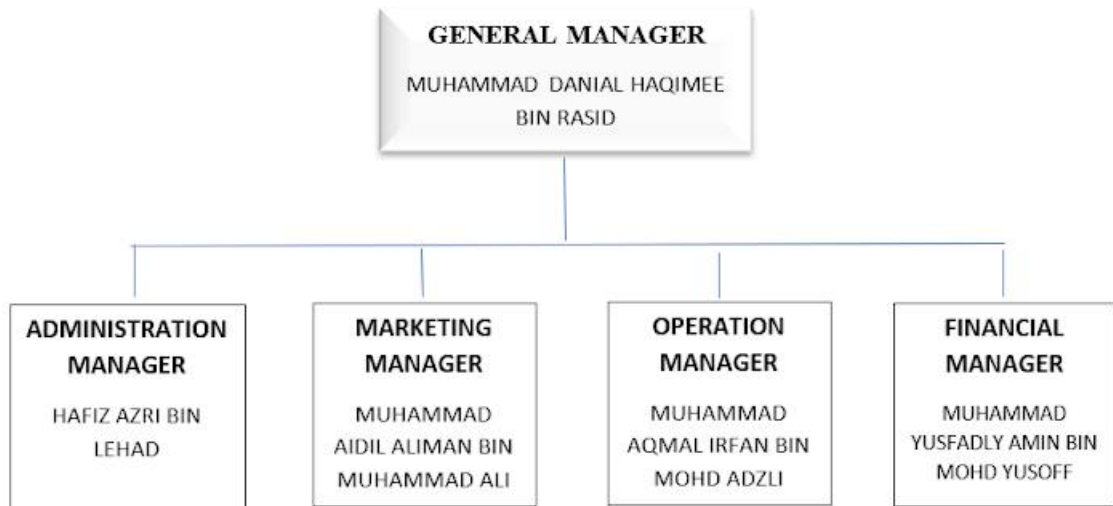 GENERAL MANAGER
MUHAMMAD DANIAL HAQIMEE
BIN RASID
ADMINISTRATION
MANAGER
HAFIZ AZRI BIN
LEHAD
MARKETING
MANAGER
MUHAMMAD
AIDIL ALIMAN BIN
MUHAMMAD ALI
OPERATION
MANAGER
MUHAMMAD
AQMAL IRFAN BIN
MOHD ADZLI
FINANCIAL
MANAGER
MUHAMMAD
YUSFADLY AMIN BIN
MOHD YUSOFF